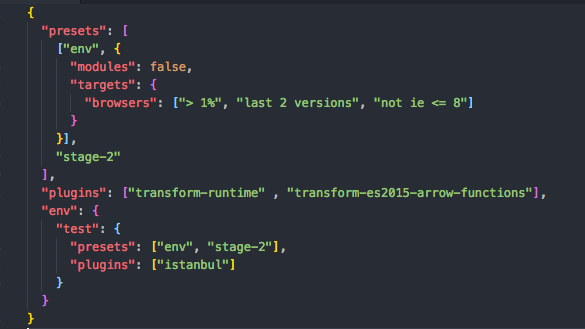 {
  "presets": [
    ["env", {
      "modules": false,
      "targets": {
        "browsers": ["> 1%", "last 2 versions", "not ie <= 8"]
      }
    }],
    "stage-2"
  ],
  "plugins": ["transform-runtime" , "transform-es2015-arrow-functions"],
  "env": {
    "test": {
      "presets": ["env", "stage-2"],
      "plugins": ["istanbul"]
    }
  }
}